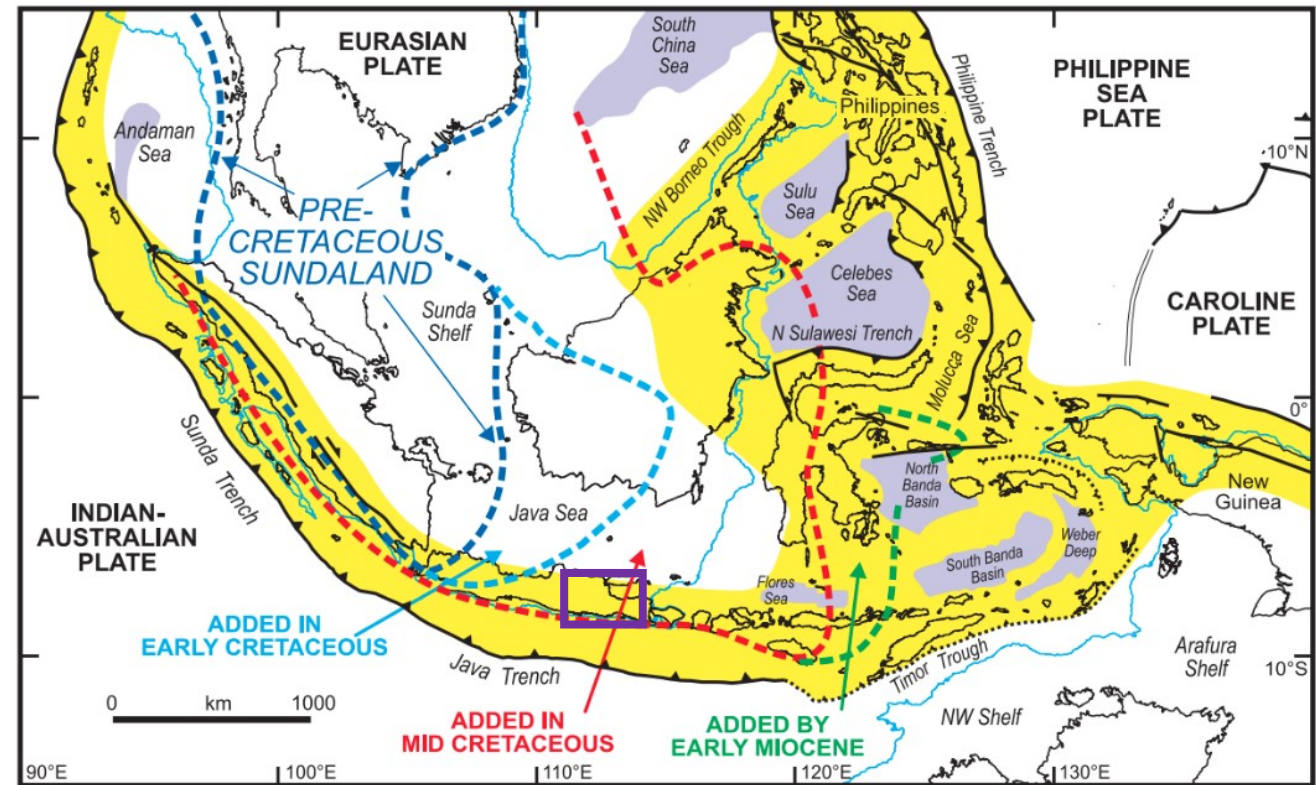 EURASIAN
PLATE
South
China
Sea
PHILIPPINE
SEA
PLATE
Philippine Trench
Philippines
Andaman
Sea
10°N
NW Borneo Trough
Sulu
Sea
PRE-
CRETACEOUS
SUNDALAND
Celebes
Sea
CAROLINE
PLATE
Sunda
Shelf
N Sulawesi Trench
Molucca Sea
0°
Sunda Trench
North
Banda
Basin
New
Guinea
INDIAN-
AUSTRALIAN
PLATE
Java Sea
Weber
Deep
South Banda
Basin
Flores
Sea
ADDED IN
EARLY CRETACEOUS
Java Trench
Timor Trough
Arafura
Shelf
10°S
0 km 1000
ADDED IN
MID CRETACEOUS
ADDED BY
EARLY MIOCENE
NW Shelf
90°E
100°E
110°E
120°E
130°E